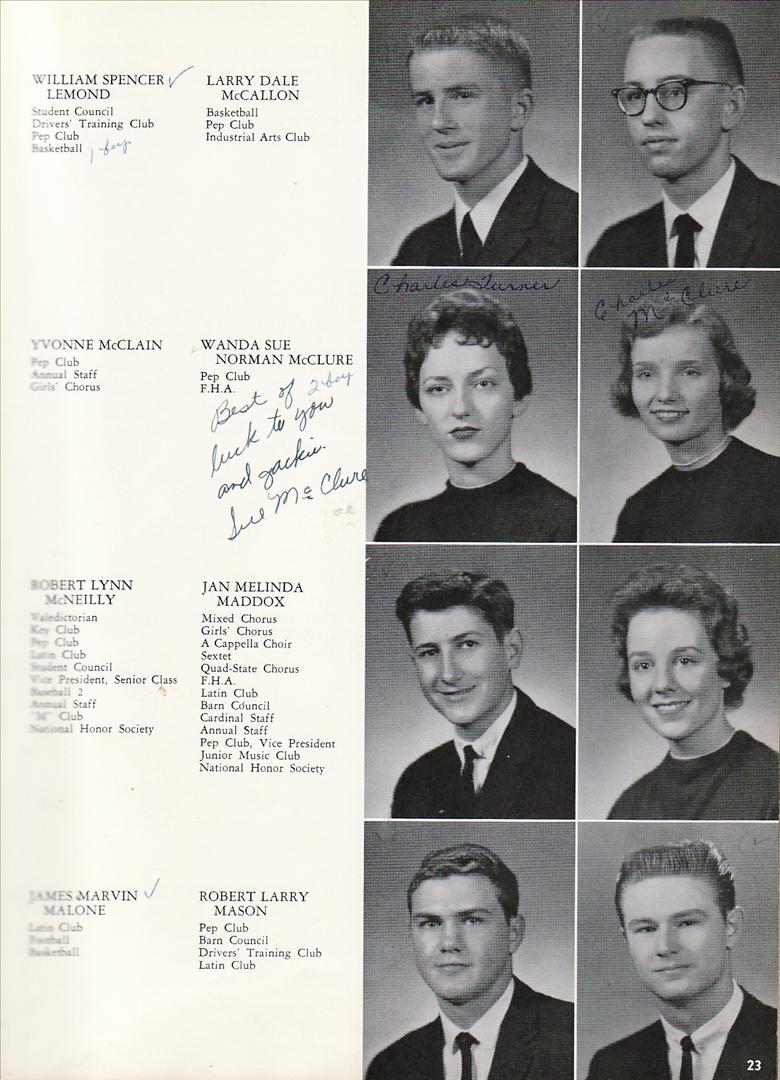 WILLIAM SPENCER
LEMOND
Student Council
Drivers' Training Club
Pep Club
Basketball
1 boy
LARRY DALE
McCALLON
Basketball
Pep Club
Industrial Arts Club
Charles Turner
Charles
McClure
YVONNE McCLAIN
Pep Club
Annual Staff
Girls' Chorus
WANDA SUE
NORMAN McCLURE
Pep Club
F.H.A.
2 boy
Best of
luck to you
and Jackie.
Sue McClure
ROBERT LYNN
McNEILLY
Valedictorian
Key Club
Pep Club
Latin Club
Student Council
Vice President, Senior Class
Baseball 2
Annual Staff
"M" Club
National Honor Society
JAN MELINDA
MADDOX
Mixed Chorus
Girls' Chorus
A Cappella Choir
Sextet
Quad-State Chorus
F.H.A.
Latin Club
Barn Council
Cardinal Staff
Annual Staff
Pep Club, Vice President
Junior Music Club
National Honor Society
JAMES MARVIN
MALONE
Latin Club
Football
Basketball
ROBERT LARRY
MASON
Pep Club
Barn Council
Drivers' Training Club
Latin Club
23